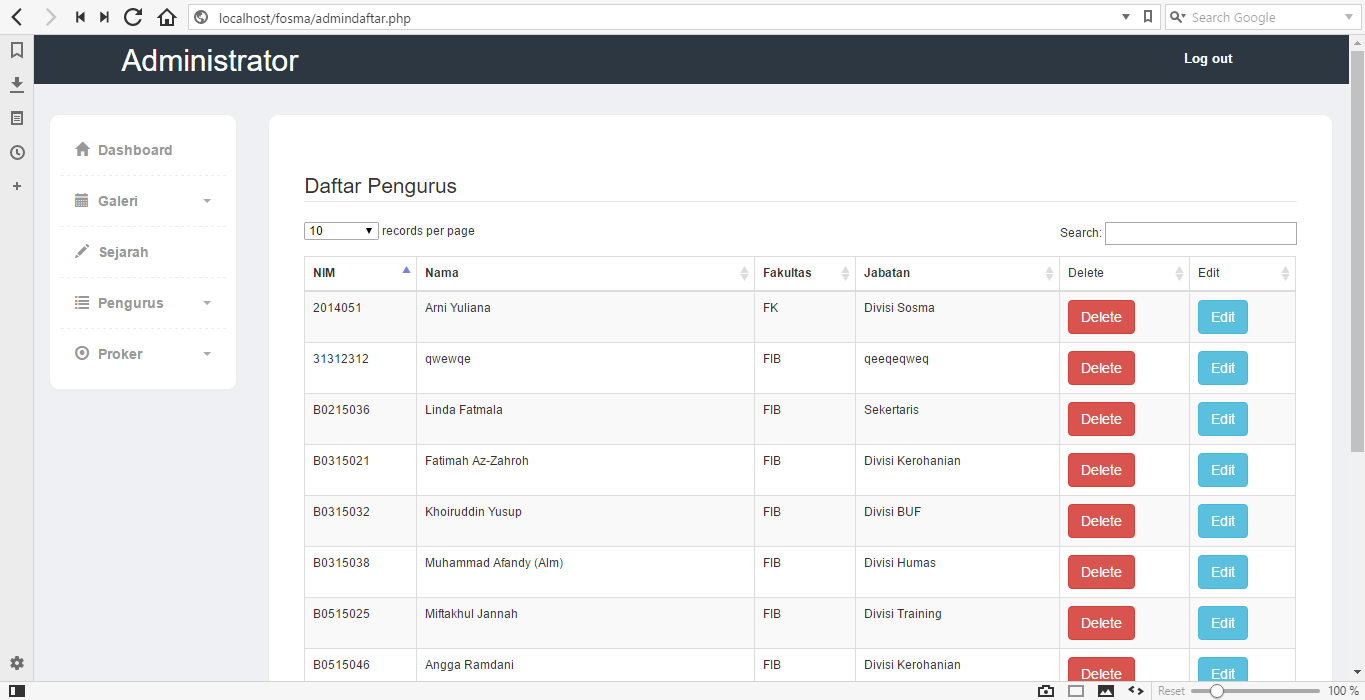 localhost/fosma/admindaftar.php
Search Google
Administrator
Log out
Dashboard
Galeri
Sejarah
Pengurus
Proker
Daftar Pengurus
10 records per page
Search:
NIM Nama Fakultas Jabatan Delete Edit
2014051 Arni Yuliana FK Divisi Sosma Delete Edit
31312312 qwewqe FIB qeeqeqweq Delete Edit
B0215036 Linda Fatmala FIB Sekertaris Delete Edit
B0315021 Fatimah Az-Zahroh FIB Divisi Kerohanian Delete Edit
B0315032 Khoiruddin Yusup FIB Divisi BUF Delete Edit
B0315038 Muhammad Afandy (Alm) FIB Divisi Humas Delete Edit
B0515025 Miftakhul Jannah FIB Divisi Training Delete Edit
B0515046 Angga Ramdani FIB Divisi Kerohanian Delete Edit
Reset 100 %